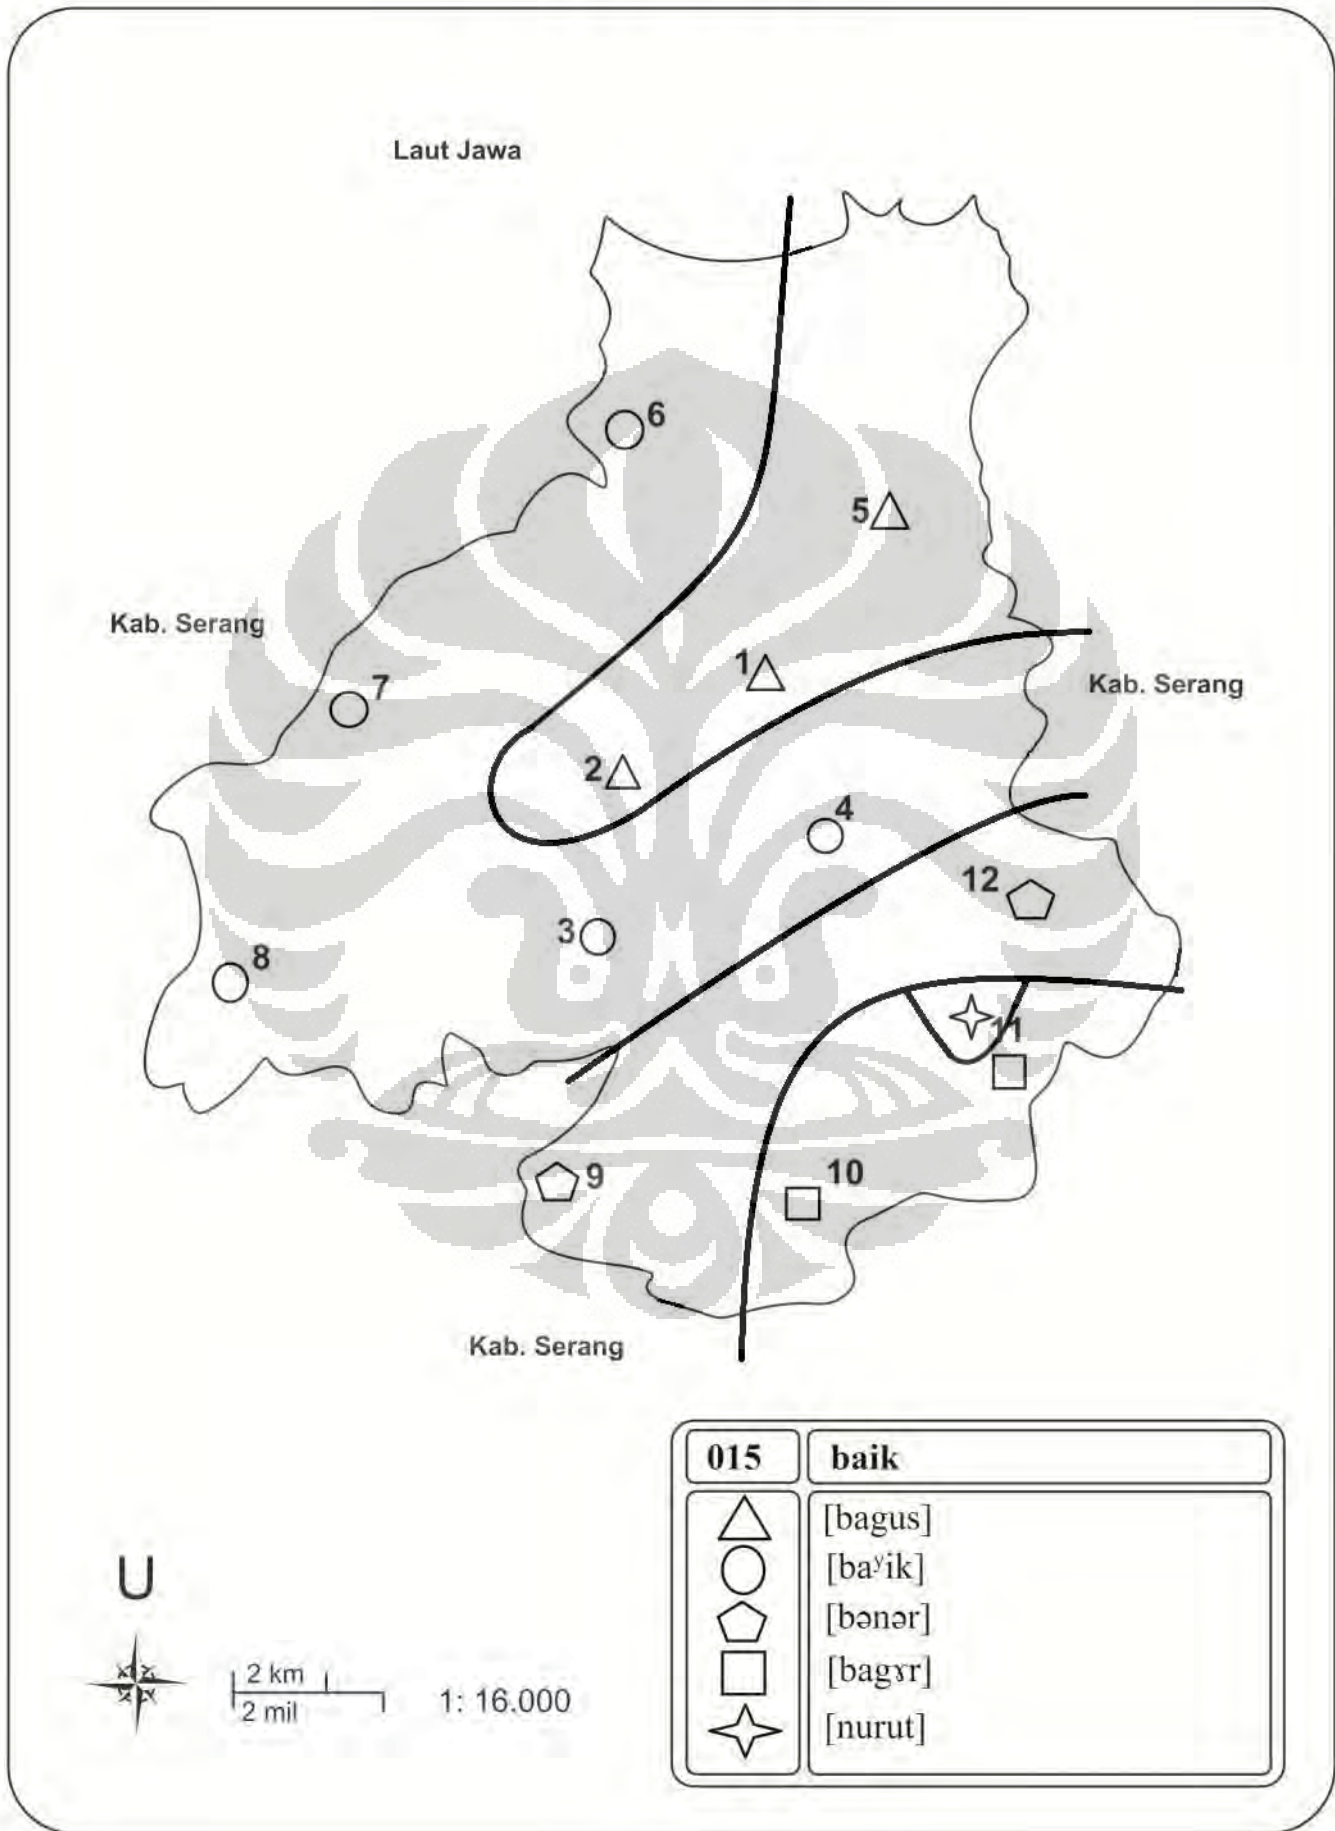 Laut Jawa
6
5
Kab. Serang
1
Kab. Serang
7
2
4
12
3
8
11
9
10
Kab. Serang
015 baik
[bagus]
[baʸik]
[bənər]
[bagɤr]
[nurut]
U
2 km
2 mil
1: 16.000